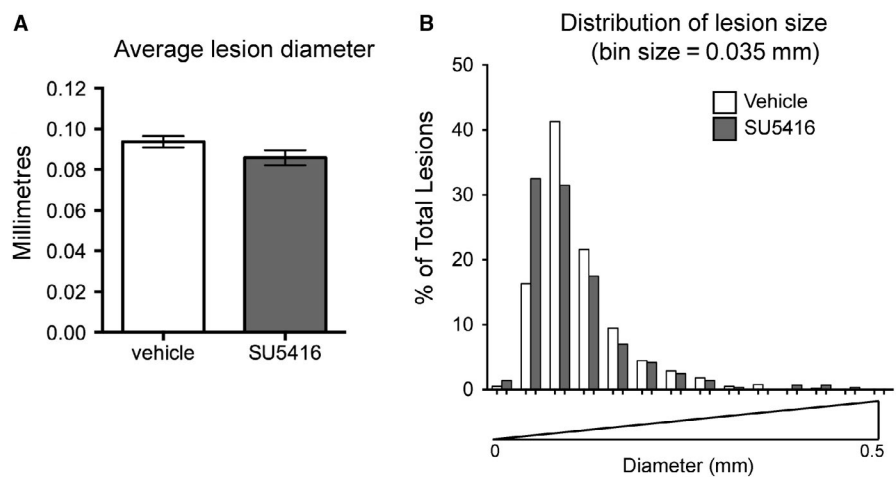 A
Average lesion diameter
Millimetres
0.12
0.10
0.08
0.06
0.04
0.02
0.00
vehicle
SU5416
B
Distribution of lesion size
(bin size = 0.035 mm)
% of Total Lesions
50
40
30
20
10
0
Vehicle
SU5416
0
0.5
Diameter (mm)